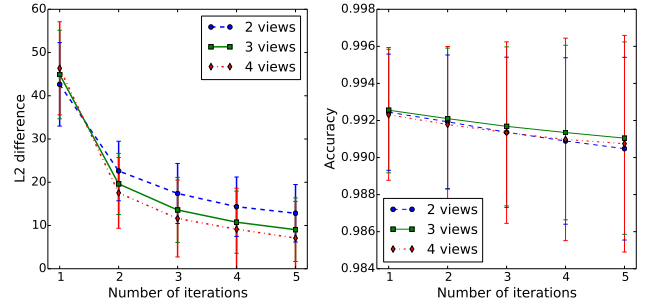 60
50
40
30
20
10
0
L2 difference
2 views
3 views
4 views
1 2 3 4 5
Number of iterations
0.998
0.996
0.994
0.992
0.990
0.988
0.986
0.984
Accuracy
2 views
3 views
4 views
1 2 3 4 5
Number of iterations